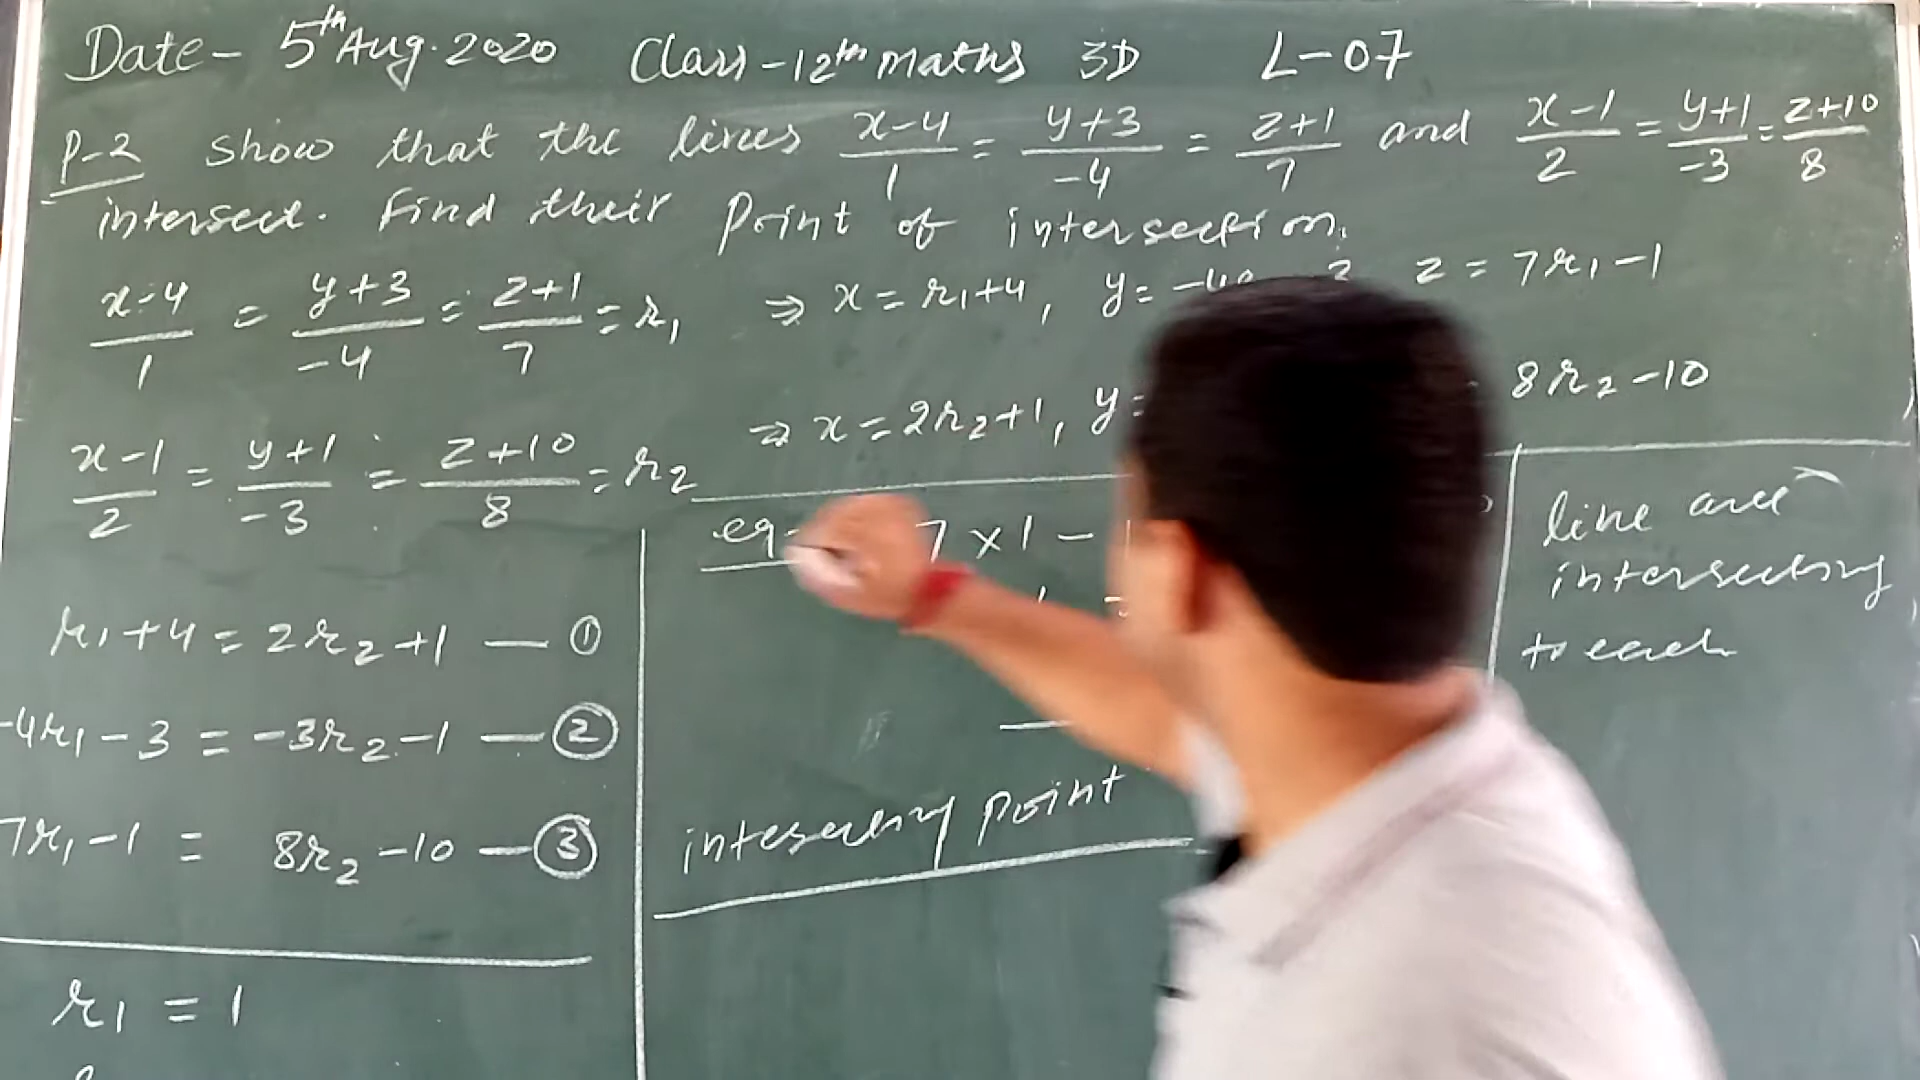 Date - 5th Aug. 2020 Class - 12th maths 3D L-07
P-2 show that the lines x-4/1 = y+3/-4 = z+1/7 and x-1/2 = y+1/-3 = z+10/8
intersect. Find their Point of intersection.
x-4/1 = y+3/-4 = z+1/7 = r₁ ⇒ x = r₁+4, y = -4 z = 7r₁-1
x-1/2 = y+1/-3 = z+10/8 = r₂ ⇒ x = 2r₂+1, y = 8r₂-10
r₁+4 = 2r₂+1 — ①
-4r₁-3 = -3r₂-1 — ②
7r₁-1 = 8r₂-10 — ③
r₁ = 1
eq- 7×1-1
intersecting point
line are
intersecting
to each